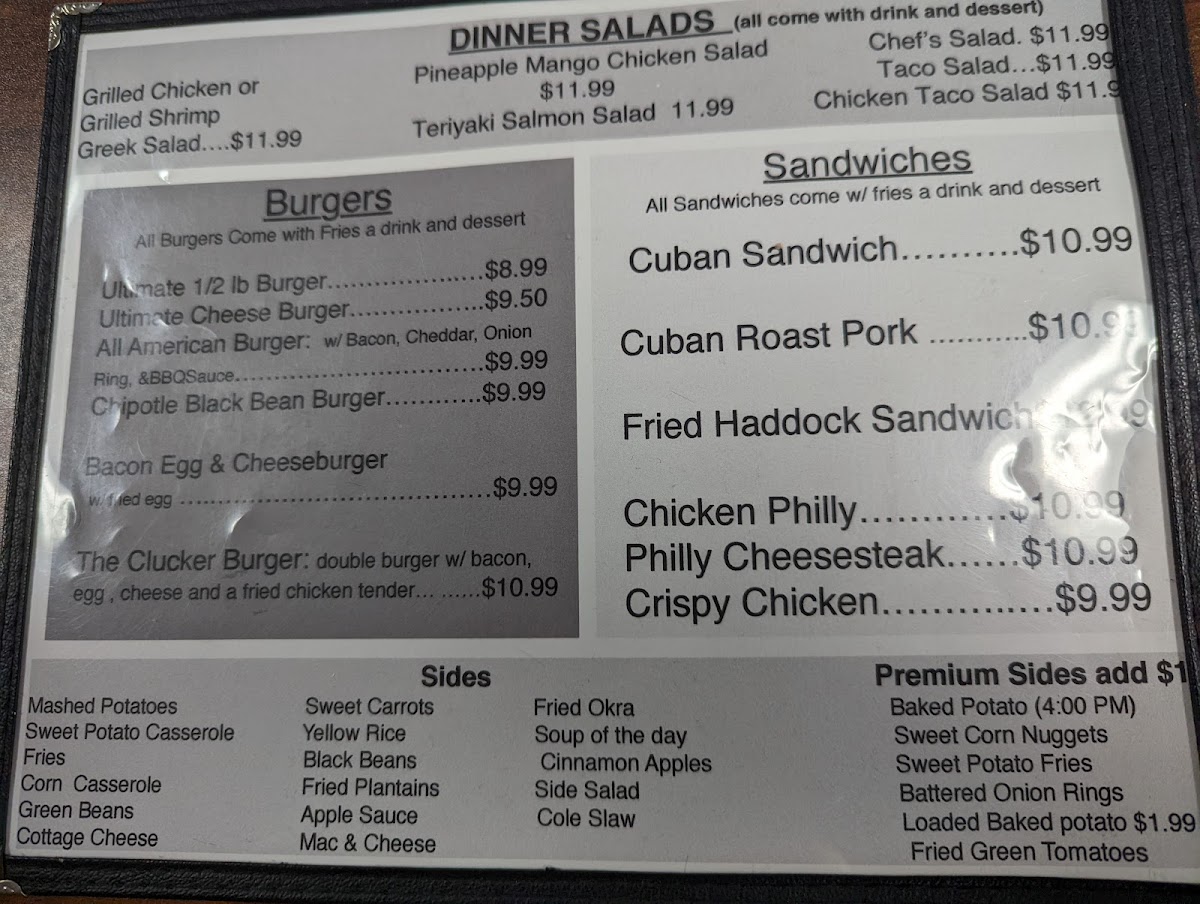 DINNER SALADS (all come with drink and dessert)
Grilled Chicken or
Grilled Shrimp
Greek Salad....$11.99
Pineapple Mango Chicken Salad
$11.99
Teriyaki Salmon Salad 11.99
Chef's Salad. $11.99
Taco Salad...$11.99
Chicken Taco Salad $11.9
Burgers
All Burgers Come with Fries a drink and dessert
Ultimate 1/2 lb Burger.....................$8.99
Ultimate Cheese Burger.................$9.50
All American Burger: w/ Bacon, Cheddar, Onion
Ring, &BBQSauce................................$9.99
Chipotle Black Bean Burger............$9.99
Bacon Egg & Cheeseburger
w/ fried egg ........................................$9.99
The Clucker Burger: double burger w/ bacon,
egg , cheese and a fried chicken tender... ......$10.99
Sandwiches
All Sandwiches come w/ fries a drink and dessert
Cuban Sandwich..........$10.99
Cuban Roast Pork ...........$10.9
Fried Haddock Sandwich
Chicken Philly.............$10.99
Philly Cheesesteak......$10.99
Crispy Chicken..............$9.99
Sides
Mashed Potatoes
Sweet Potato Casserole
Fries
Corn Casserole
Green Beans
Cottage Cheese
Sweet Carrots
Yellow Rice
Black Beans
Fried Plantains
Apple Sauce
Mac & Cheese
Fried Okra
Soup of the day
Cinnamon Apples
Side Salad
Cole Slaw
Premium Sides add $1
Baked Potato (4:00 PM)
Sweet Corn Nuggets
Sweet Potato Fries
Battered Onion Rings
Loaded Baked potato $1.99
Fried Green Tomatoes